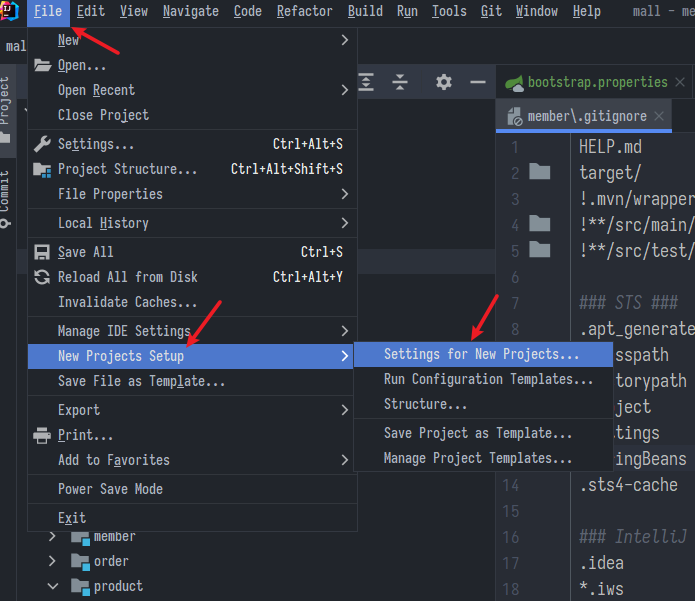 IJ File Edit View Navigate Code Refactor Build Run Tools Git Window Help mall - me
mal
New
Open...
Open Recent
Close Project
Settings... Ctrl+Alt+S
Project Structure... Ctrl+Alt+Shift+S
File Properties
Local History
Save All Ctrl+S
Reload All from Disk Ctrl+Alt+Y
Invalidate Caches...
Manage IDE Settings
New Projects Setup
Save File as Template...
Export
Print...
Add to Favorites
Power Save Mode
Exit
Settings for New Projects...
Run Configuration Templates...
Structure...
Save Project as Template...
Manage Project Templates...
Project
Commit
member
order
product
bootstrap.properties
member\.gitignore
1 HELP.md
2 target/
3 !.mvn/wrapper
4 !**/src/main/
5 !**/src/test/
6
7 ### STS ###
8 .apt_generate
sspath
torypath
ject
tings
ingBeans
14 .sts4-cache
15
16 ### IntelliJ
17 .idea
18 *.iws